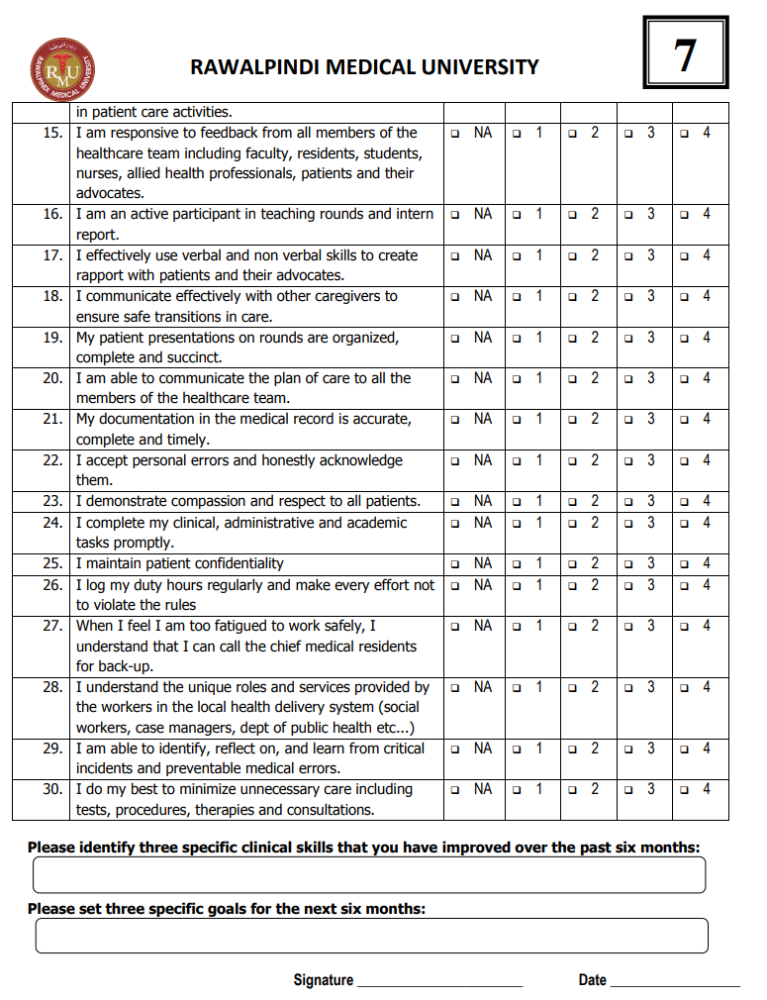 7
RAWALPINDI MEDICAL UNIVERSITY
RAWALPINDI MEDICAL UNIVERSITY
RMU
in patient care activities.
15. I am responsive to feedback from all members of the ❑ NA ❑ 1 ❑ 2 ❑ 3 ❑ 4
healthcare team including faculty, residents, students,
nurses, allied health professionals, patients and their
advocates.
16. I am an active participant in teaching rounds and intern ❑ NA ❑ 1 ❑ 2 ❑ 3 ❑ 4
report.
17. I effectively use verbal and non verbal skills to create ❑ NA ❑ 1 ❑ 2 ❑ 3 ❑ 4
rapport with patients and their advocates.
18. I communicate effectively with other caregivers to ❑ NA ❑ 1 ❑ 2 ❑ 3 ❑ 4
ensure safe transitions in care.
19. My patient presentations on rounds are organized, ❑ NA ❑ 1 ❑ 2 ❑ 3 ❑ 4
complete and succinct.
20. I am able to communicate the plan of care to all the ❑ NA ❑ 1 ❑ 2 ❑ 3 ❑ 4
members of the healthcare team.
21. My documentation in the medical record is accurate, ❑ NA ❑ 1 ❑ 2 ❑ 3 ❑ 4
complete and timely.
22. I accept personal errors and honestly acknowledge ❑ NA ❑ 1 ❑ 2 ❑ 3 ❑ 4
them.
23. I demonstrate compassion and respect to all patients. ❑ NA ❑ 1 ❑ 2 ❑ 3 ❑ 4
24. I complete my clinical, administrative and academic ❑ NA ❑ 1 ❑ 2 ❑ 3 ❑ 4
tasks promptly.
25. I maintain patient confidentiality ❑ NA ❑ 1 ❑ 2 ❑ 3 ❑ 4
26. I log my duty hours regularly and make every effort not ❑ NA ❑ 1 ❑ 2 ❑ 3 ❑ 4
to violate the rules
27. When I feel I am too fatigued to work safely, I ❑ NA ❑ 1 ❑ 2 ❑ 3 ❑ 4
understand that I can call the chief medical residents
for back-up.
28. I understand the unique roles and services provided by ❑ NA ❑ 1 ❑ 2 ❑ 3 ❑ 4
the workers in the local health delivery system (social
workers, case managers, dept of public health etc...)
29. I am able to identify, reflect on, and learn from critical ❑ NA ❑ 1 ❑ 2 ❑ 3 ❑ 4
incidents and preventable medical errors.
30. I do my best to minimize unnecessary care including ❑ NA ❑ 1 ❑ 2 ❑ 3 ❑ 4
tests, procedures, therapies and consultations.
Please identify three specific clinical skills that you have improved over the past six months:
Please set three specific goals for the next six months:
Signature ____________________ Date ________________